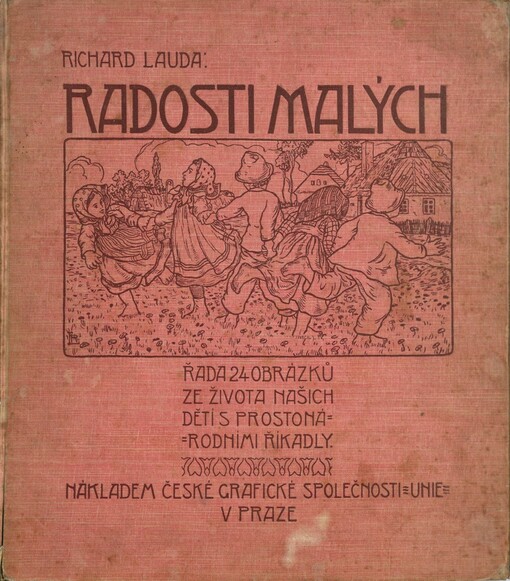 RICHARD LAUDA:
RADOSTI MALÝCH
ŘADA 24 OBRÁZKŮ
ZE ŽIVOTA NAŠICH
DĚTÍ S PROSTONÁ=
=RODNÍMI ŘÍKADLY.
NÁKLADEM ČESKÉ GRAFICKÉ SPOLEČNOSTI=UNIE=
V PRAZE